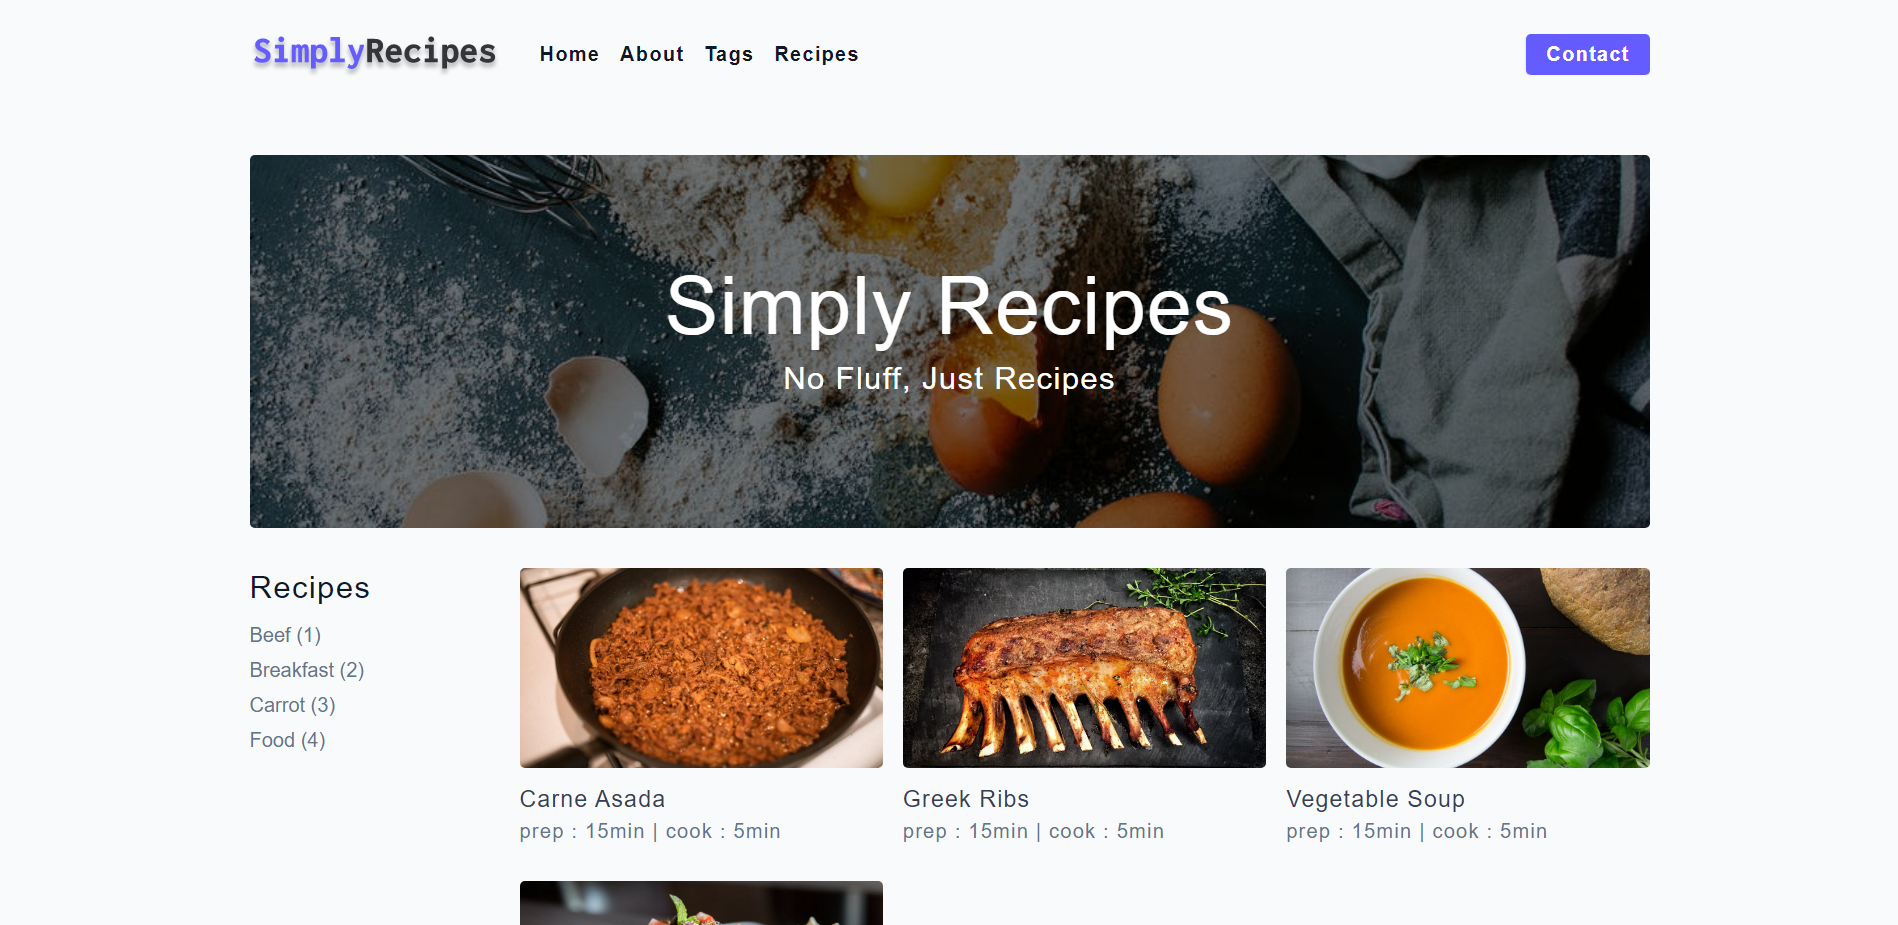 SimplyRecipes
Home About Tags Recipes
Contact
Simply Recipes
No Fluff, Just Recipes
Recipes
Beef (1)
Breakfast (2)
Carrot (3)
Food (4)
Carne Asada
prep : 15min | cook : 5min
Greek Ribs
prep : 15min | cook : 5min
Vegetable Soup
prep : 15min | cook : 5min